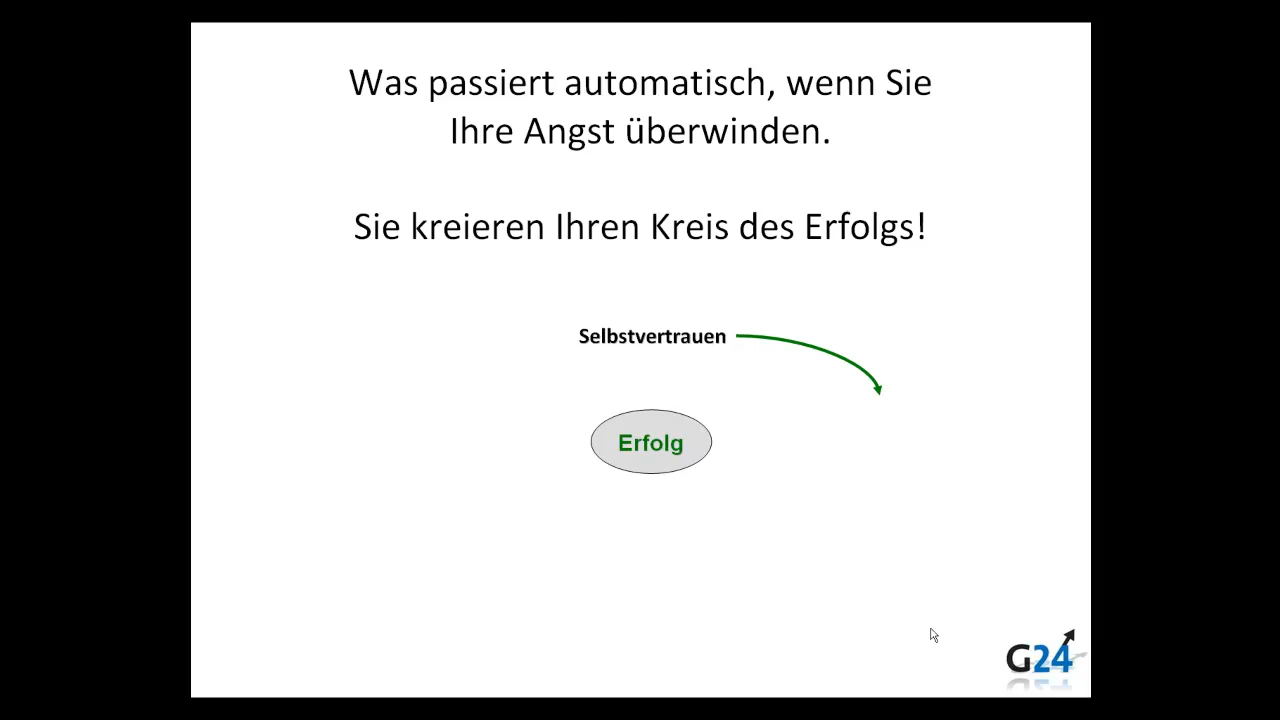 Was passiert automatisch, wenn Sie
Ihre Angst überwinden.
Sie kreieren Ihren Kreis des Erfolgs!
Selbstvertrauen
Erfolg
G24